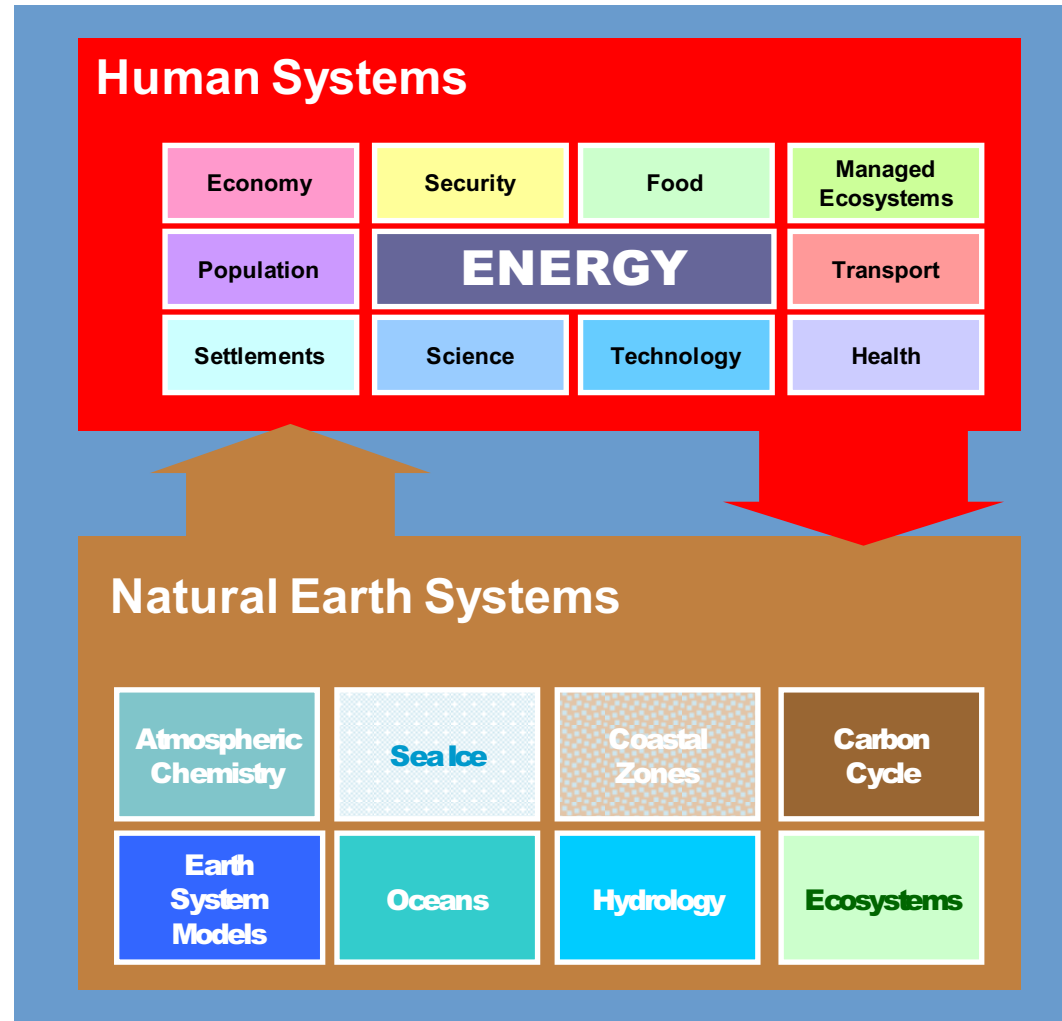 Human Systems
Economy
Security
Food
Managed
Ecosystems
Population
ENERGY
Transport
Settlements
Science
Technology
Health
Natural Earth Systems
Atmospheric
Chemistry
Sea Ice
Coastal
Zones
Carbon
Cycle
Earth
System
Models
Oceans
Hydrology
Ecosystems